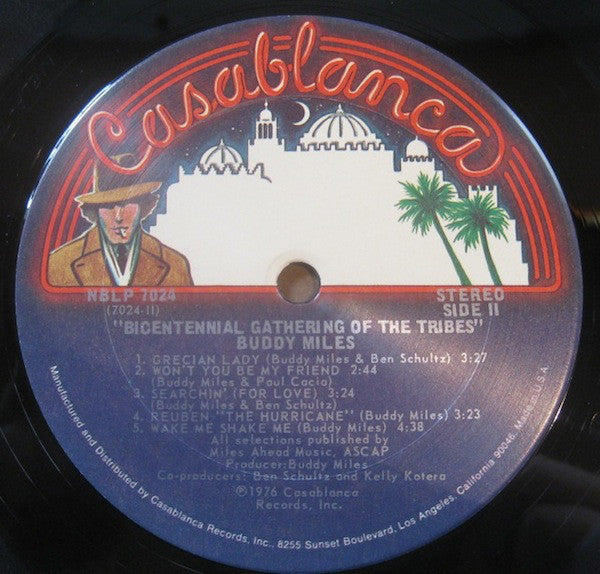 Casablanca
NBLP 7024
(7024-II)
STEREO
SIDE II
"BICENTENNIAL GATHERING OF THE TRIBES"
BUDDY MILES
1. GRECIAN LADY (Buddy Miles & Ben Schultz) 3:27
2. WON'T YOU BE MY FRIEND 2:44
(Buddy Miles & Paul Cacia)
3. SEARCHIN' (FOR LOVE) 3:24
(Buddy Miles & Ben Schultz)
4. REUBEN "THE HURRICANE" (Buddy Miles) 3:23
5. WAKE ME SHAKE ME (Buddy Miles) 4:38
All selections published by
Miles Ahead Music, ASCAP
Producer: Buddy Miles
Co-producers: Ben Schultz and Kelly Kotera
Ⓟ1976 Casablanca
Records, Inc.
Manufactured and Distributed by Casablanca Records, Inc., 8255 Sunset Boulevard, Los Angeles, California 90046. Made in U.S.A.